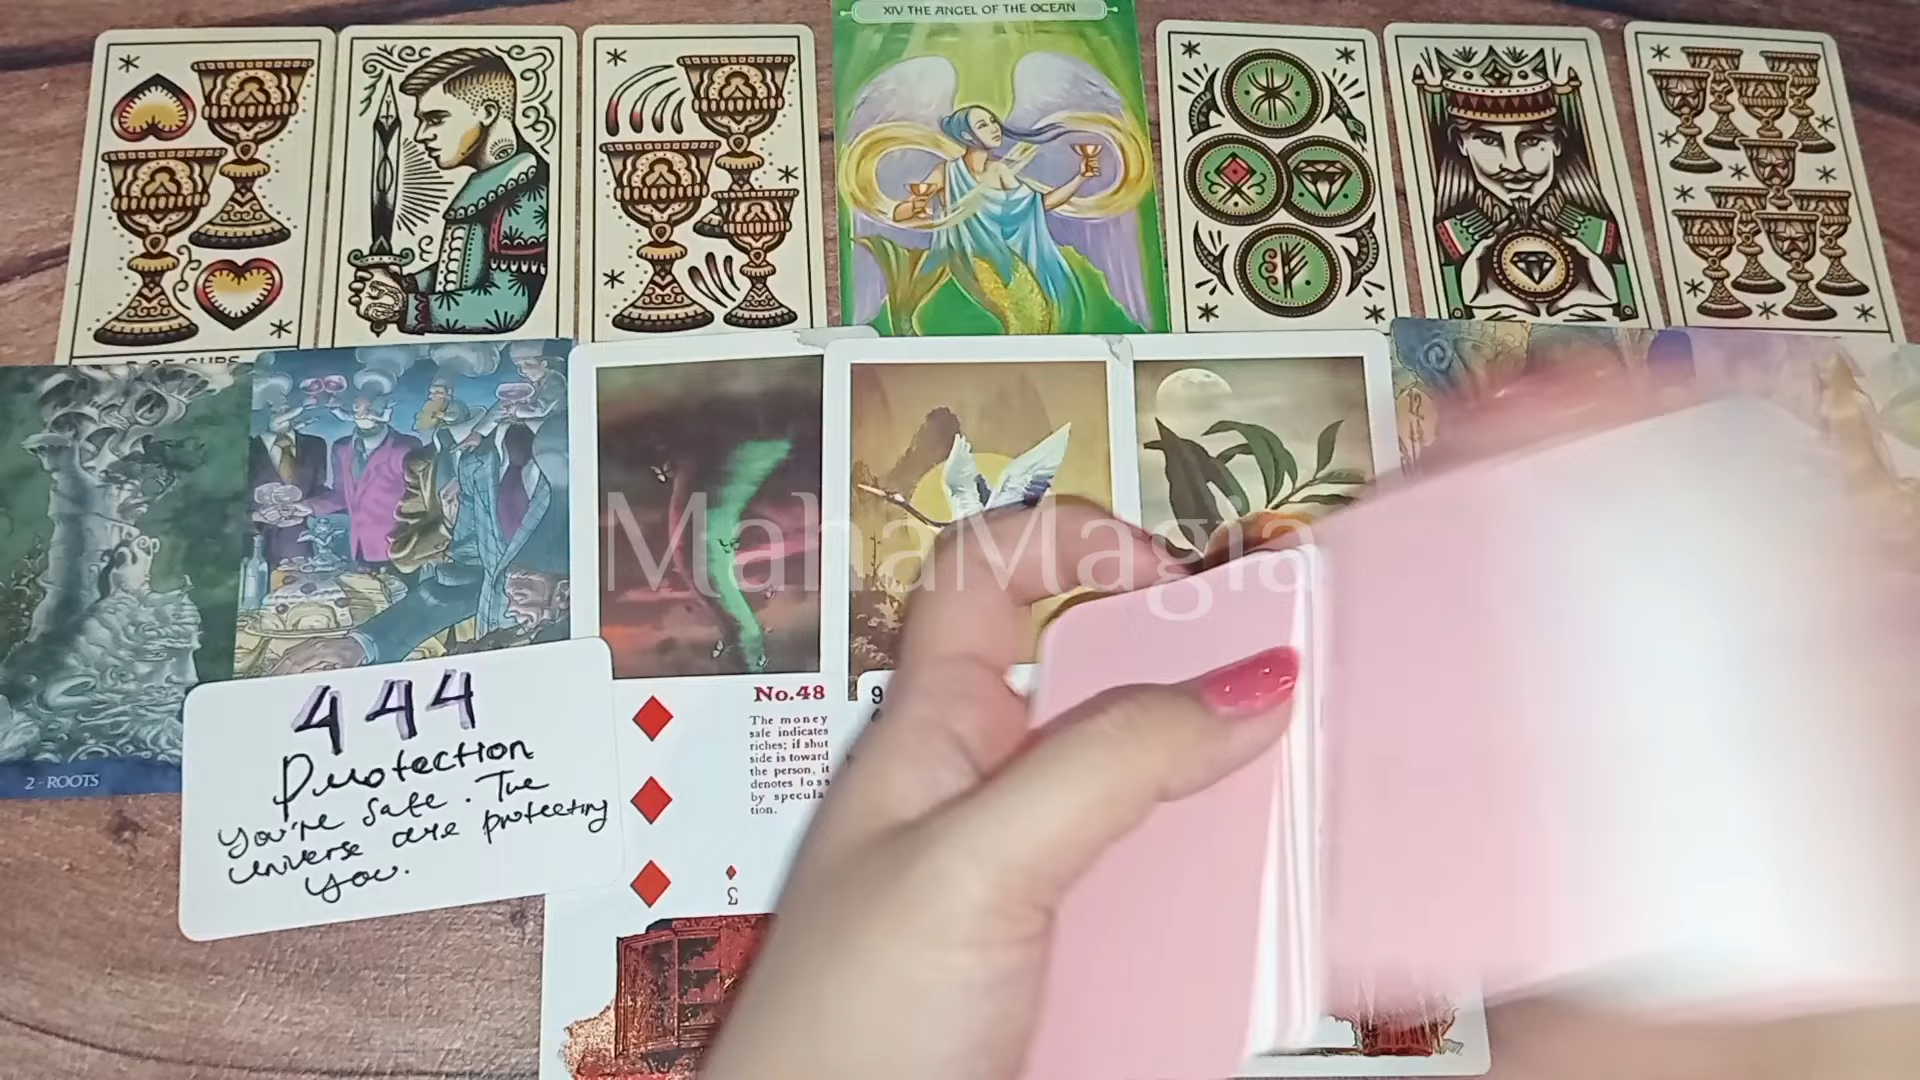 XIV THE ANGEL OF THE OCEAN
MahaMagia
2 - ROOTS
444
Protection
You're safe. The
universe are protecting
you.
No.48
The money
safe indicates
riches; if shut
side is toward
the person, it
denotes loss
by specula
tion.
3
9